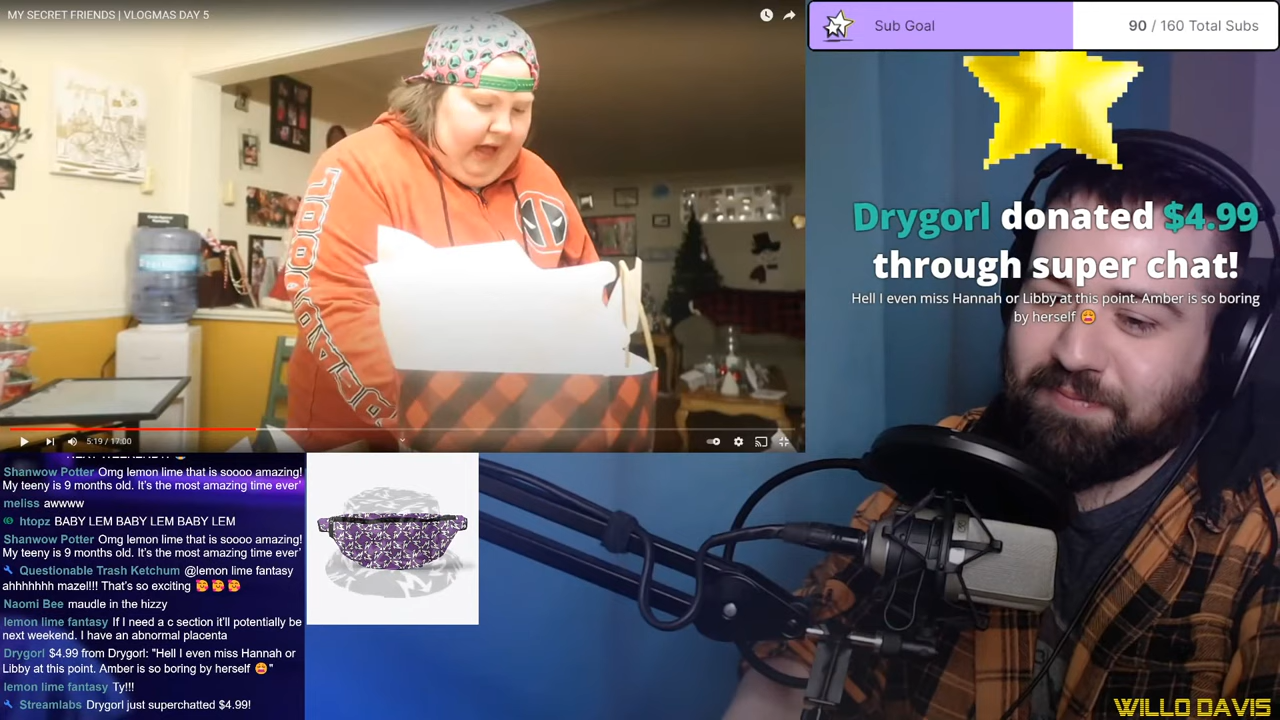 MY SECRET FRIENDS | VLOGMAS DAY 5
Sub Goal
90 / 160 Total Subs
Drygorl donated $4.99
through super chat!
Hell I even miss Hannah or Libby at this point. Amber is so boring
by herself 😩
5:19 / 17:00
Shanwow Potter Omg lemon lime that is soooo amazing!
My teeny is 9 months old. It's the most amazing time ever'
meliss awwww
htopz BABY LEM BABY LEM BABY LEM
Shanwow Potter Omg lemon lime that is soooo amazing!
My teeny is 9 months old. It's the most amazing time ever'
Questionable Trash Ketchum @lemon lime fantasy
ahhhhhhh mazel!!! That's so exciting 🥰🥰🥰
Naomi Bee maudle in the hizzy
lemon lime fantasy If I need a c section it'll potentially be
next weekend. I have an abnormal placenta
Drygorl $4.99 from Drygorl: "Hell I even miss Hannah or
Libby at this point. Amber is so boring by herself 😩"
lemon lime fantasy Ty!!!
Streamlabs Drygorl just superchatted $4.99!
WILLO DAVIS